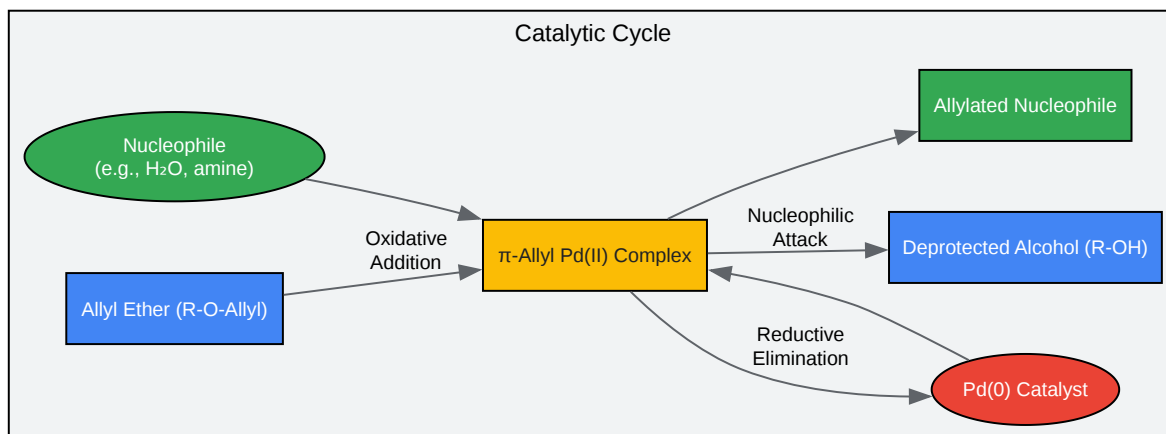 Catalytic Cycle
Allylated Nucleophile
Nucleophile
(e.g., H₂O, amine)
Nucleophilic
Attack
Oxidative
Addition
π-Allyl Pd(II) Complex
Deprotected Alcohol (R-OH)
Allyl Ether (R-O-Allyl)
Reductive
Elimination
Pd(0) Catalyst